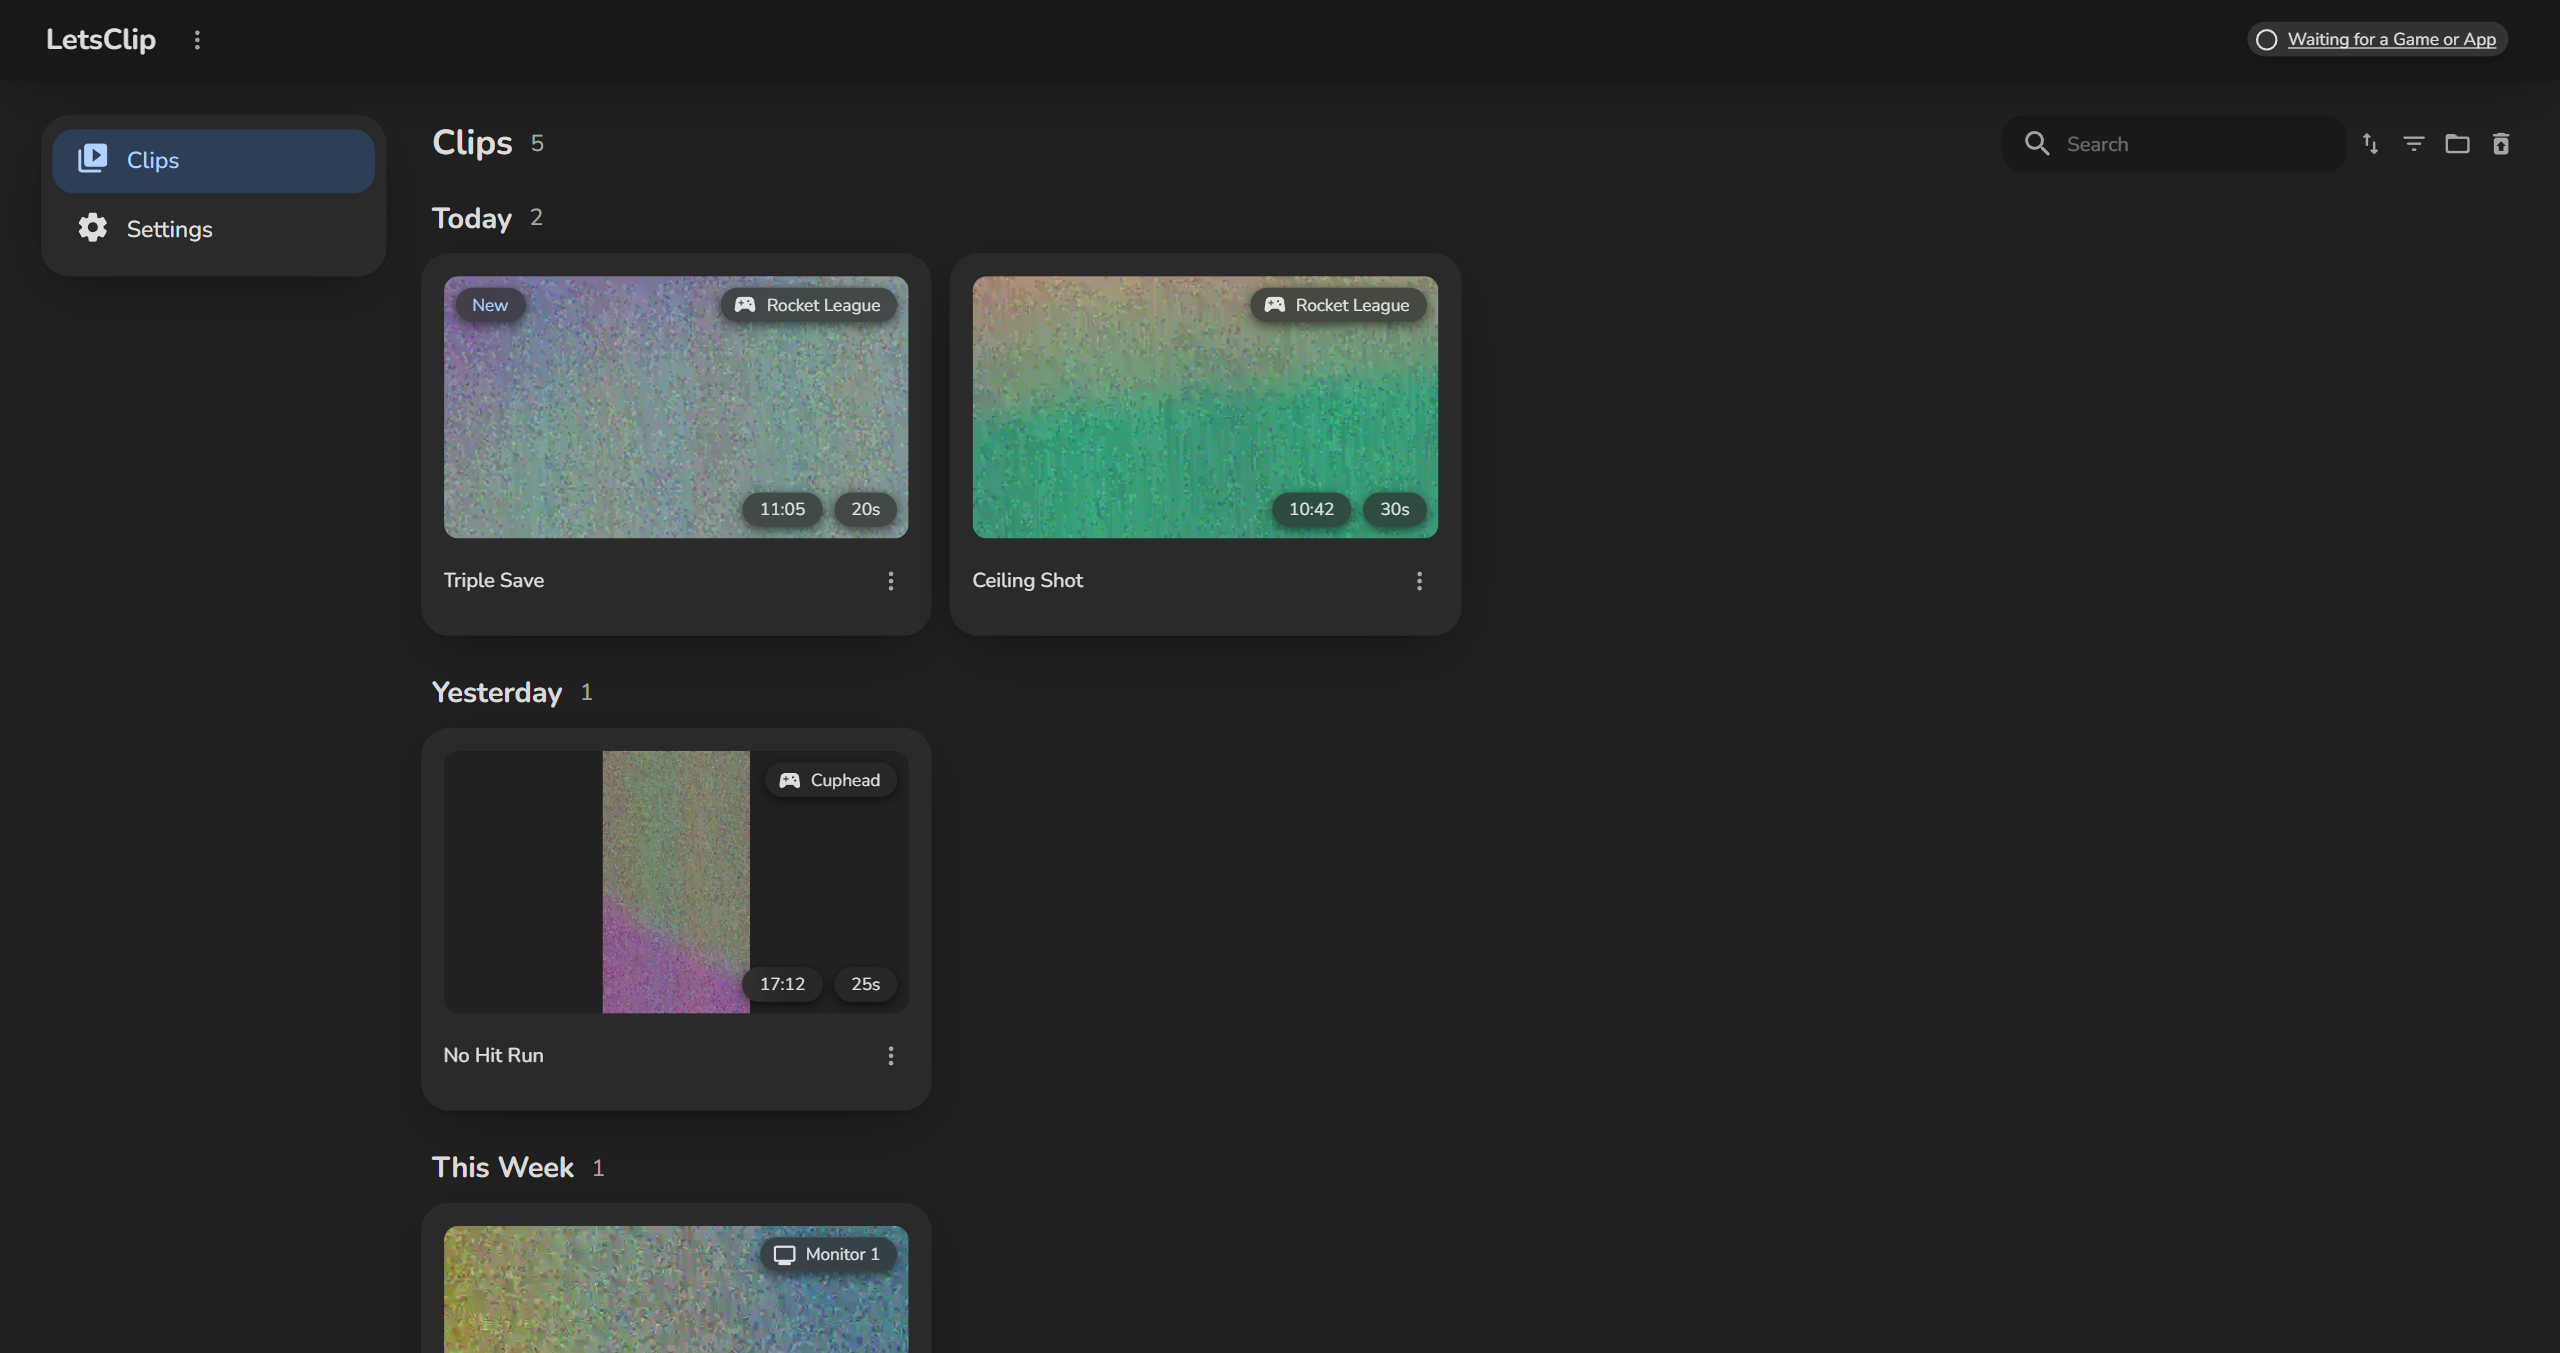 LetsClip
Waiting for a Game or App
Clips
Settings
Clips 5
Search
Today 2
New
Rocket League
11:05
20s
Triple Save
Rocket League
10:42
30s
Ceiling Shot
Yesterday 1
Cuphead
17:12
25s
No Hit Run
This Week 1
Monitor 1